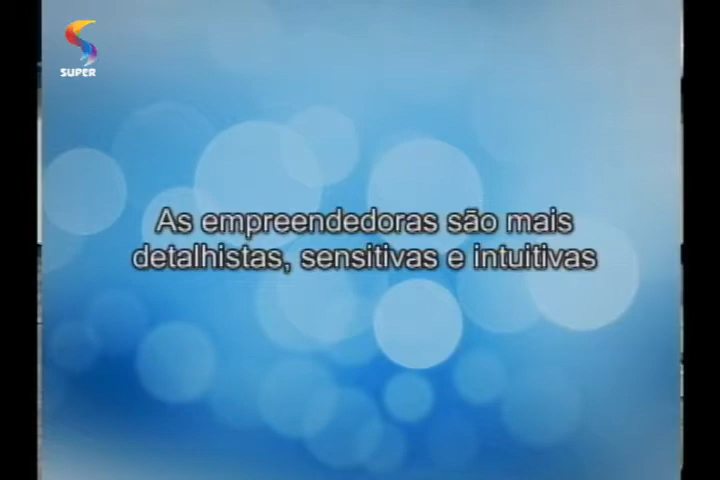 SUPER
As empreendedoras são mais
detalhistas, sensitivas e intuitivas